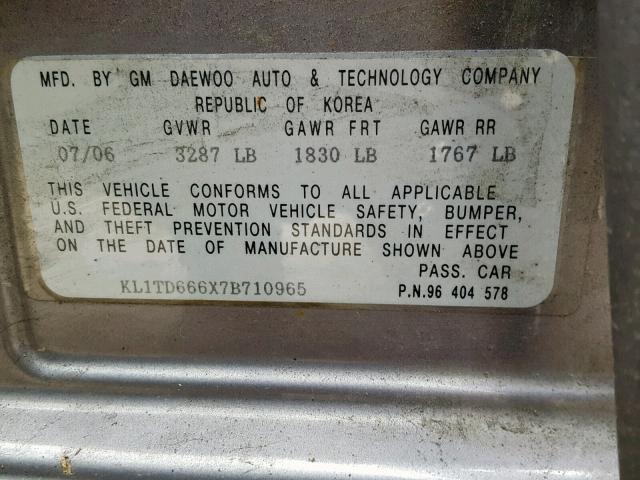 MFD. BY GM DAEWOO AUTO & TECHNOLOGY COMPANY
REPUBLIC OF KOREA
DATE GVWR GAWR FRT GAWR RR
07/06 3287 LB 1830 LB 1767 LB
THIS VEHICLE CONFORMS TO ALL APPLICABLE
U.S. FEDERAL MOTOR VEHICLE SAFETY, BUMPER,
AND THEFT PREVENTION STANDARDS IN EFFECT
ON THE DATE OF MANUFACTURE SHOWN ABOVE
PASS. CAR
KL1TD666X7B710965 P.N.96 404 578